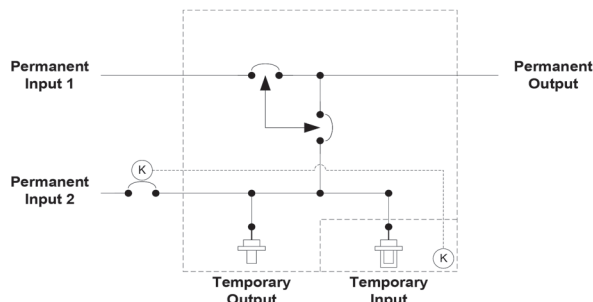 Permanent
Input 1
Permanent
Output
K
Permanent
Input 2
K
Temporary
Output
Temporary
Input